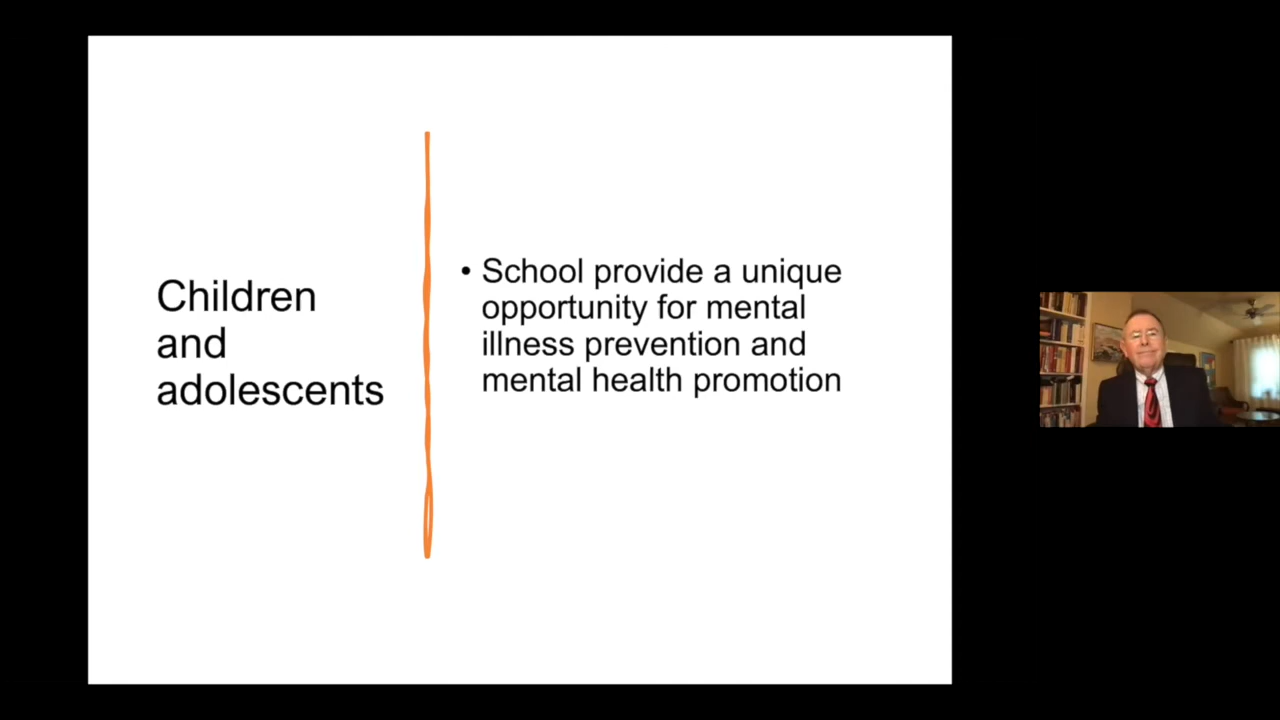 Children
and
adolescents
• School provide a unique
opportunity for mental
illness prevention and
mental health promotion